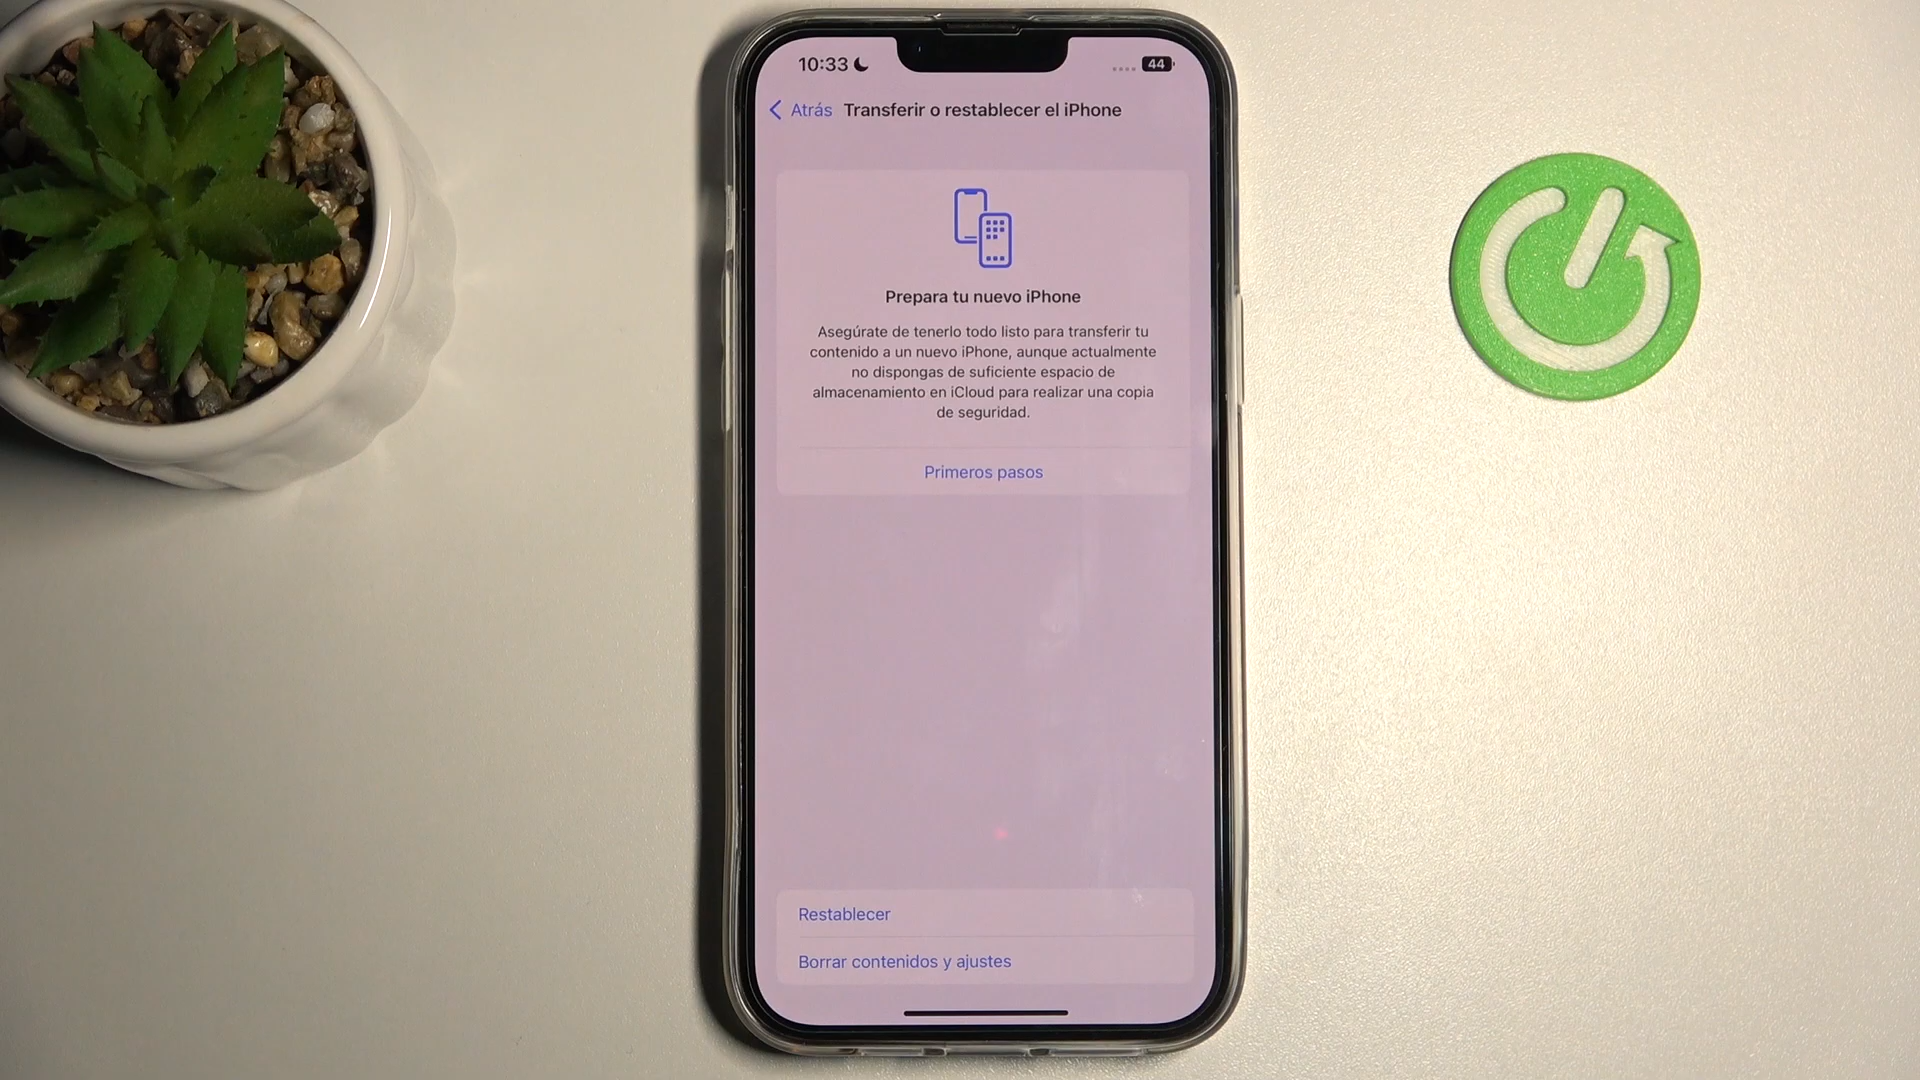 10:33
44
Atrás Transferir o restablecer el iPhone
Prepara tu nuevo iPhone
Asegúrate de tenerlo todo listo para transferir tu
contenido a un nuevo iPhone, aunque actualmente
no dispongas de suficiente espacio de
almacenamiento en iCloud para realizar una copia
de seguridad.
Primeros pasos
Restablecer
Borrar contenidos y ajustes